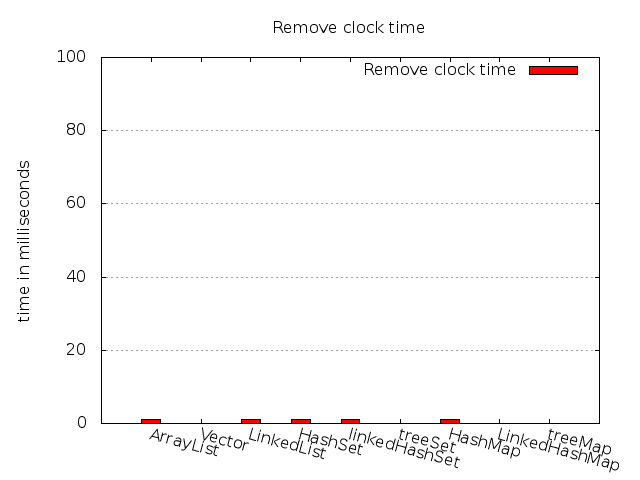 Remove clock time
Remove clock time
time in milliseconds
100
80
60
40
20
0
ArrayList
Vector
LinkedList
HashSet
linkedHashSet
treeSet
HashMap
LinkedHashMap
treeMap